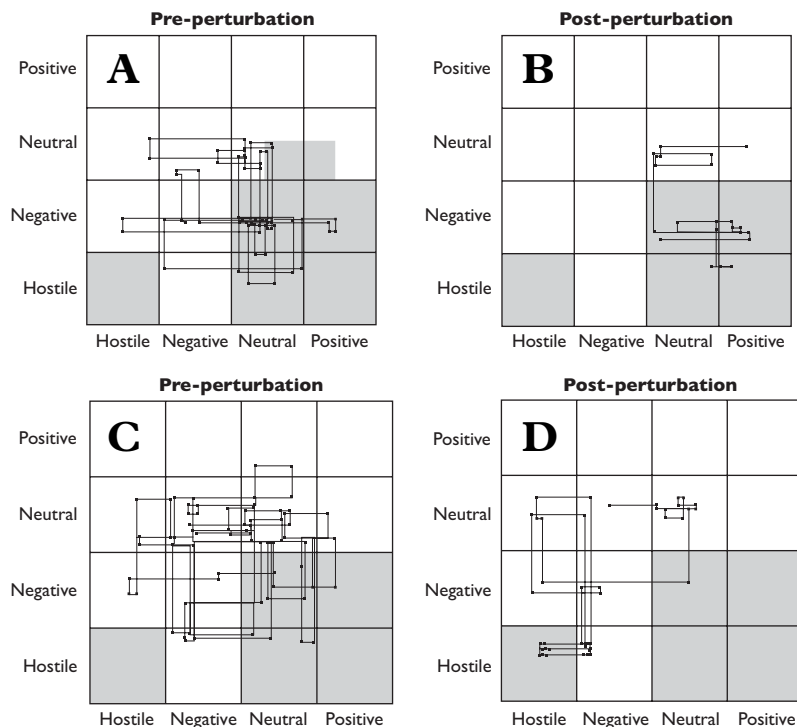 Pre-perturbation
Post-perturbation
A
B
Positive
Neutral
Negative
Hostile
Hostile Negative Neutral Positive
Positive
Neutral
Negative
Hostile
Hostile Negative Neutral Positive
Pre-perturbation
Post-perturbation
C
D
Positive
Neutral
Negative
Hostile
Hostile Negative Neutral Positive
Positive
Neutral
Negative
Hostile
Hostile Negative Neutral Positive